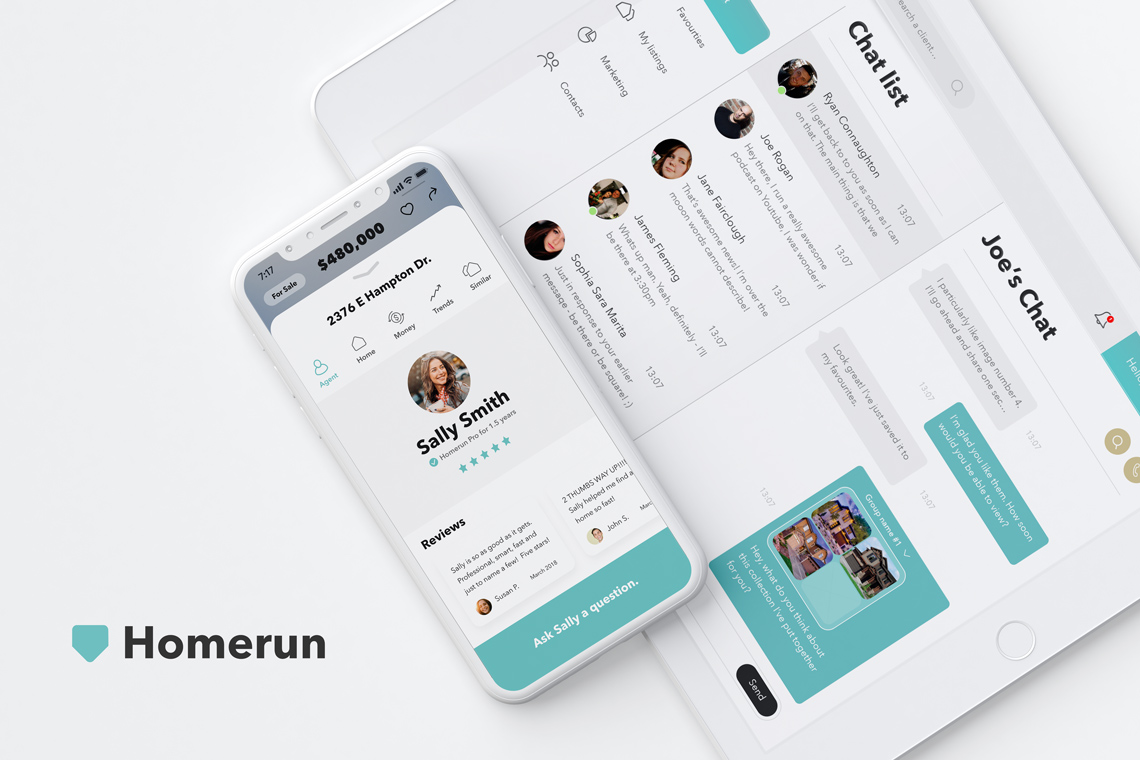 7:17
For Sale
$480,000
2376 E Hampton Dr.
Agent
Home
Money
Trends
Similar
Sally Smith
Homerun Pro for 1.5 years
Reviews
Sally is so as good as it gets.
Professional, smart, fast and
just to name a few! Five stars!
Susan P.
March 2018
2 THUMBS WAY UP!!!!
Sally helped me find a
home so fast!
John S.
Ask Sally a question.
Homerun
Favourties
My listings
Marketing
Contacts
a client...
Chat list
Ryan Connaughton
I'll get back to to you as soon as I can
on that. The main thing is that we
13:07
Joe Rogan
Hey there, I run a really awesome
podcast on Youtube, I was wonder if
13:07
Jane Fairclough
That's awesome news! I'm over the
mooon words cannot describe!
13:07
James Fleming
Whats up man. Yeah, definitely - I'll
be there at 3:30pm
13:07
Sophia Sara Marita
Just in response to your earlier
message - be there or be square! ;)
13:07
Joe's Chat
I particularly like image number 4.
I'll go ahead and share one sec...
13:07
I'm glad you like them. How soon
would you be able to view?
13:07
Look great! I've just saved it to
my favourites.
13:07
Group name #1
Hey, what do you think about
this collection I've put together
for you?
13:07
Send